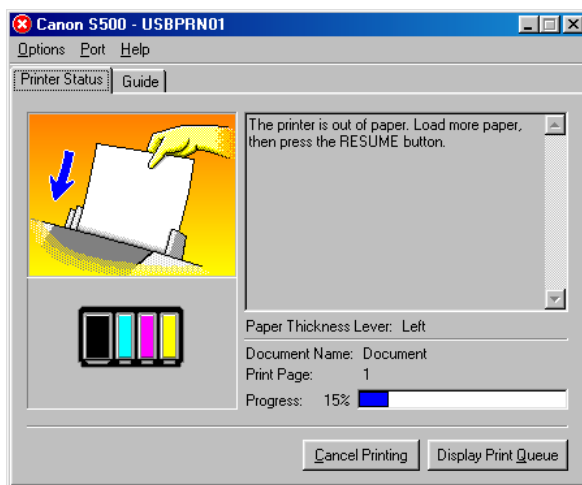 Canon S500 - USBPRN01
Options Port Help
Printer Status Guide
The printer is out of paper. Load more paper,
then press the RESUME button.
Paper Thickness Lever: Left
Document Name: Document
Print Page: 1
Progress: 15%
Cancel Printing Display Print Queue